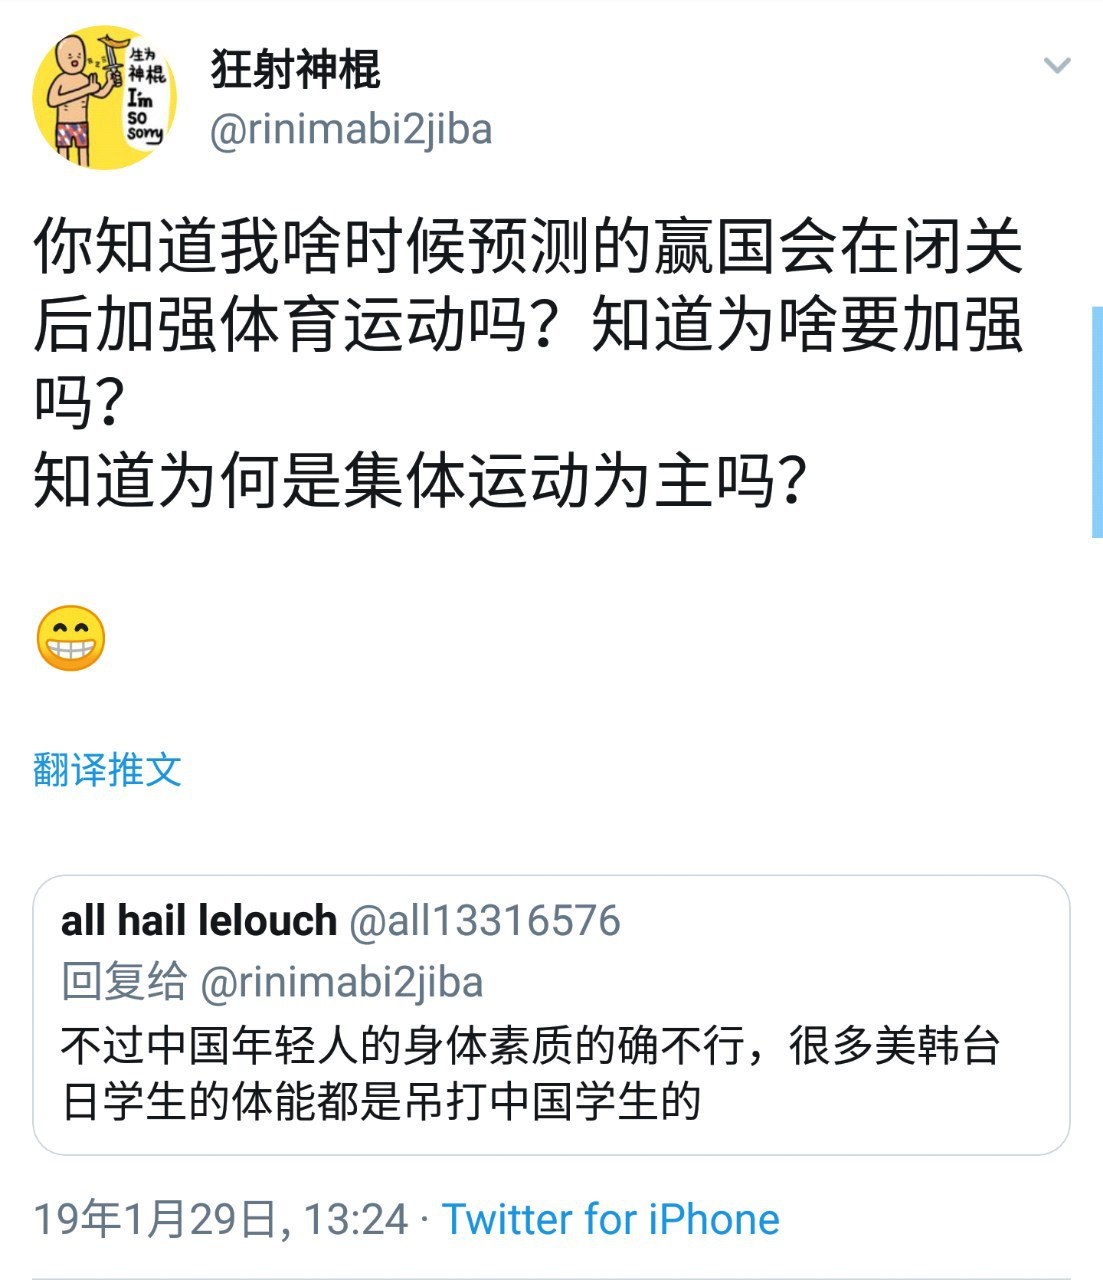 生为
神棍
I'm
so
sorry
狂射神棍
@rinimabi2jiba
你知道我啥时候预测的赢国会在闭关
后加强体育运动吗？知道为啥要加强
吗？
知道为何是集体运动为主吗？
😁
翻译推文
all hail lelouch @all13316576
回复给 @rinimabi2jiba
不过中国年轻人的身体素质的确不行，很多美韩台
日学生的体能都是吊打中国学生的
19年1月29日, 13:24 · Twitter for iPhone